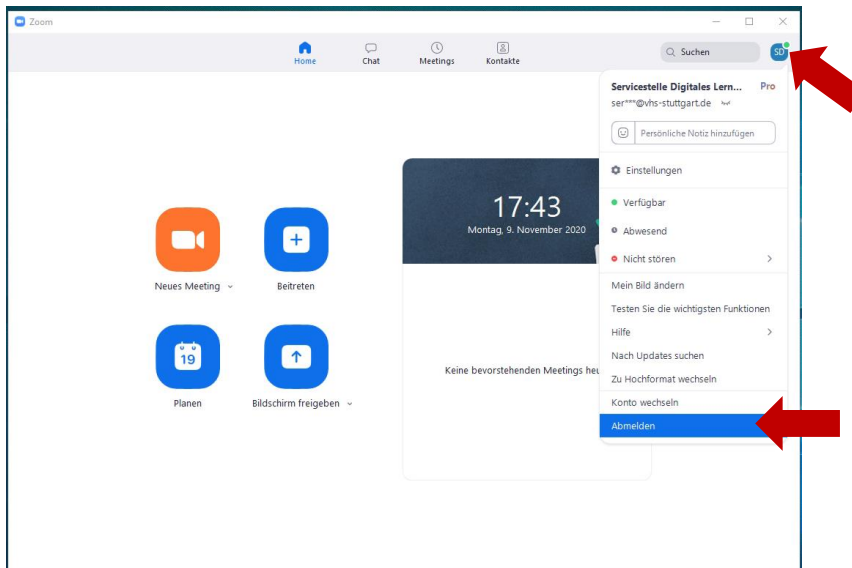 Zoom
Home
Chat
Meetings
Kontakte
Suchen
SD
Servicestelle Digitales Lern... Pro
ser***@vhs-stuttgart.de
Persönliche Notiz hinzufügen
Einstellungen
Verfügbar
Abwesend
Nicht stören
Mein Bild ändern
Testen Sie die wichtigsten Funktionen
Hilfe
Nach Updates suchen
Zu Hochformat wechseln
Konto wechseln
Abmelden
17:43
Montag, 9. November 2020
Keine bevorstehenden Meetings heu
Neues Meeting
Beitreten
19
Planen
Bildschirm freigeben